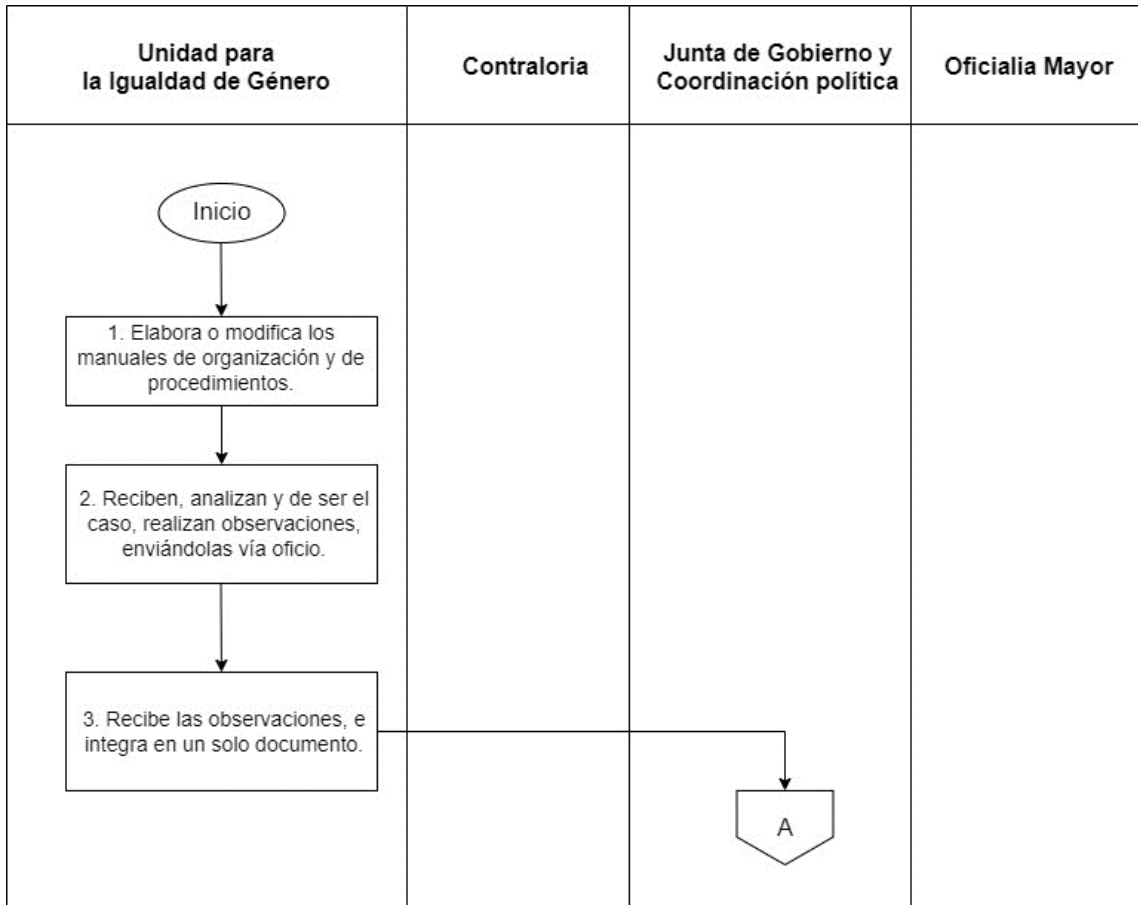 Unidad para
la Igualdad de Género
Contraloria
Junta de Gobierno y
Coordinación política
Oficialia Mayor
Inicio
1. Elabora o modifica los
manuales de organización y de
procedimientos.
2. Reciben, analizan y de ser el
caso, realizan observaciones,
enviándolas vía oficio.
3. Recibe las observaciones, e
integra en un solo documento.
A